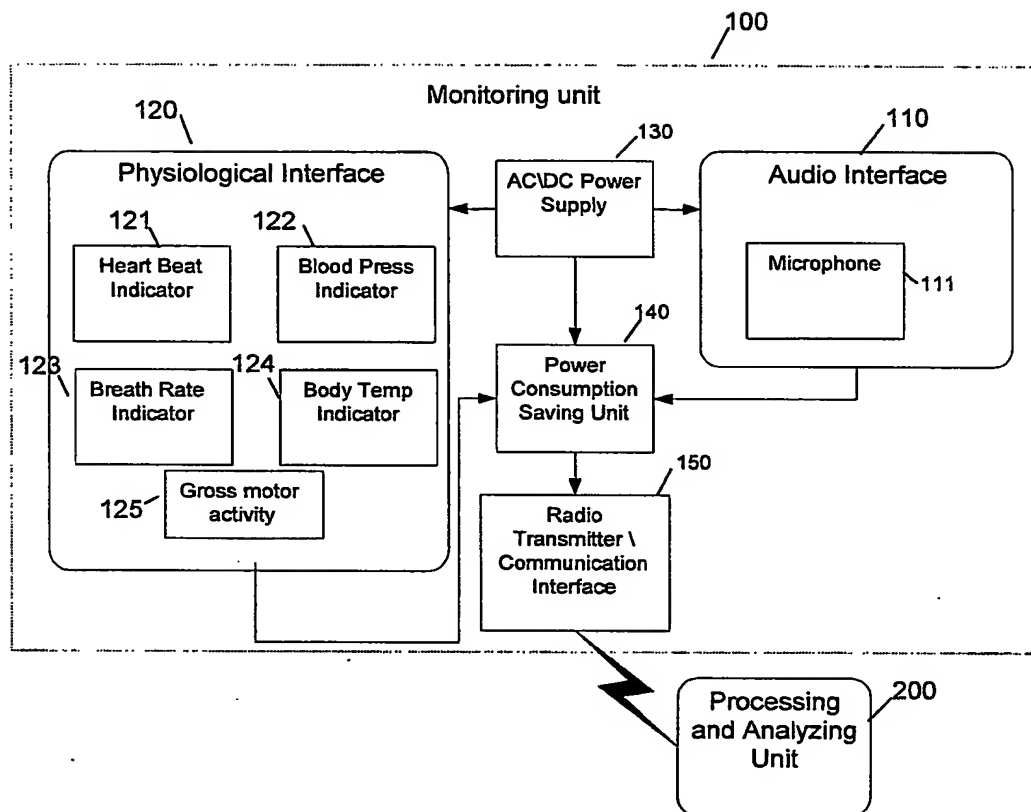 100
Monitoring unit
120
Physiological Interface
121
Heart Beat
Indicator
122
Blood Press
Indicator
123
Breath Rate
Indicator
124
Body Temp
Indicator
125
Gross motor
activity
130
AC\DC Power
Supply
110
Audio Interface
Microphone
111
140
Power
Consumption
Saving Unit
150
Radio
Transmitter \
Communication
Interface
Processing
and Analyzing
Unit
200